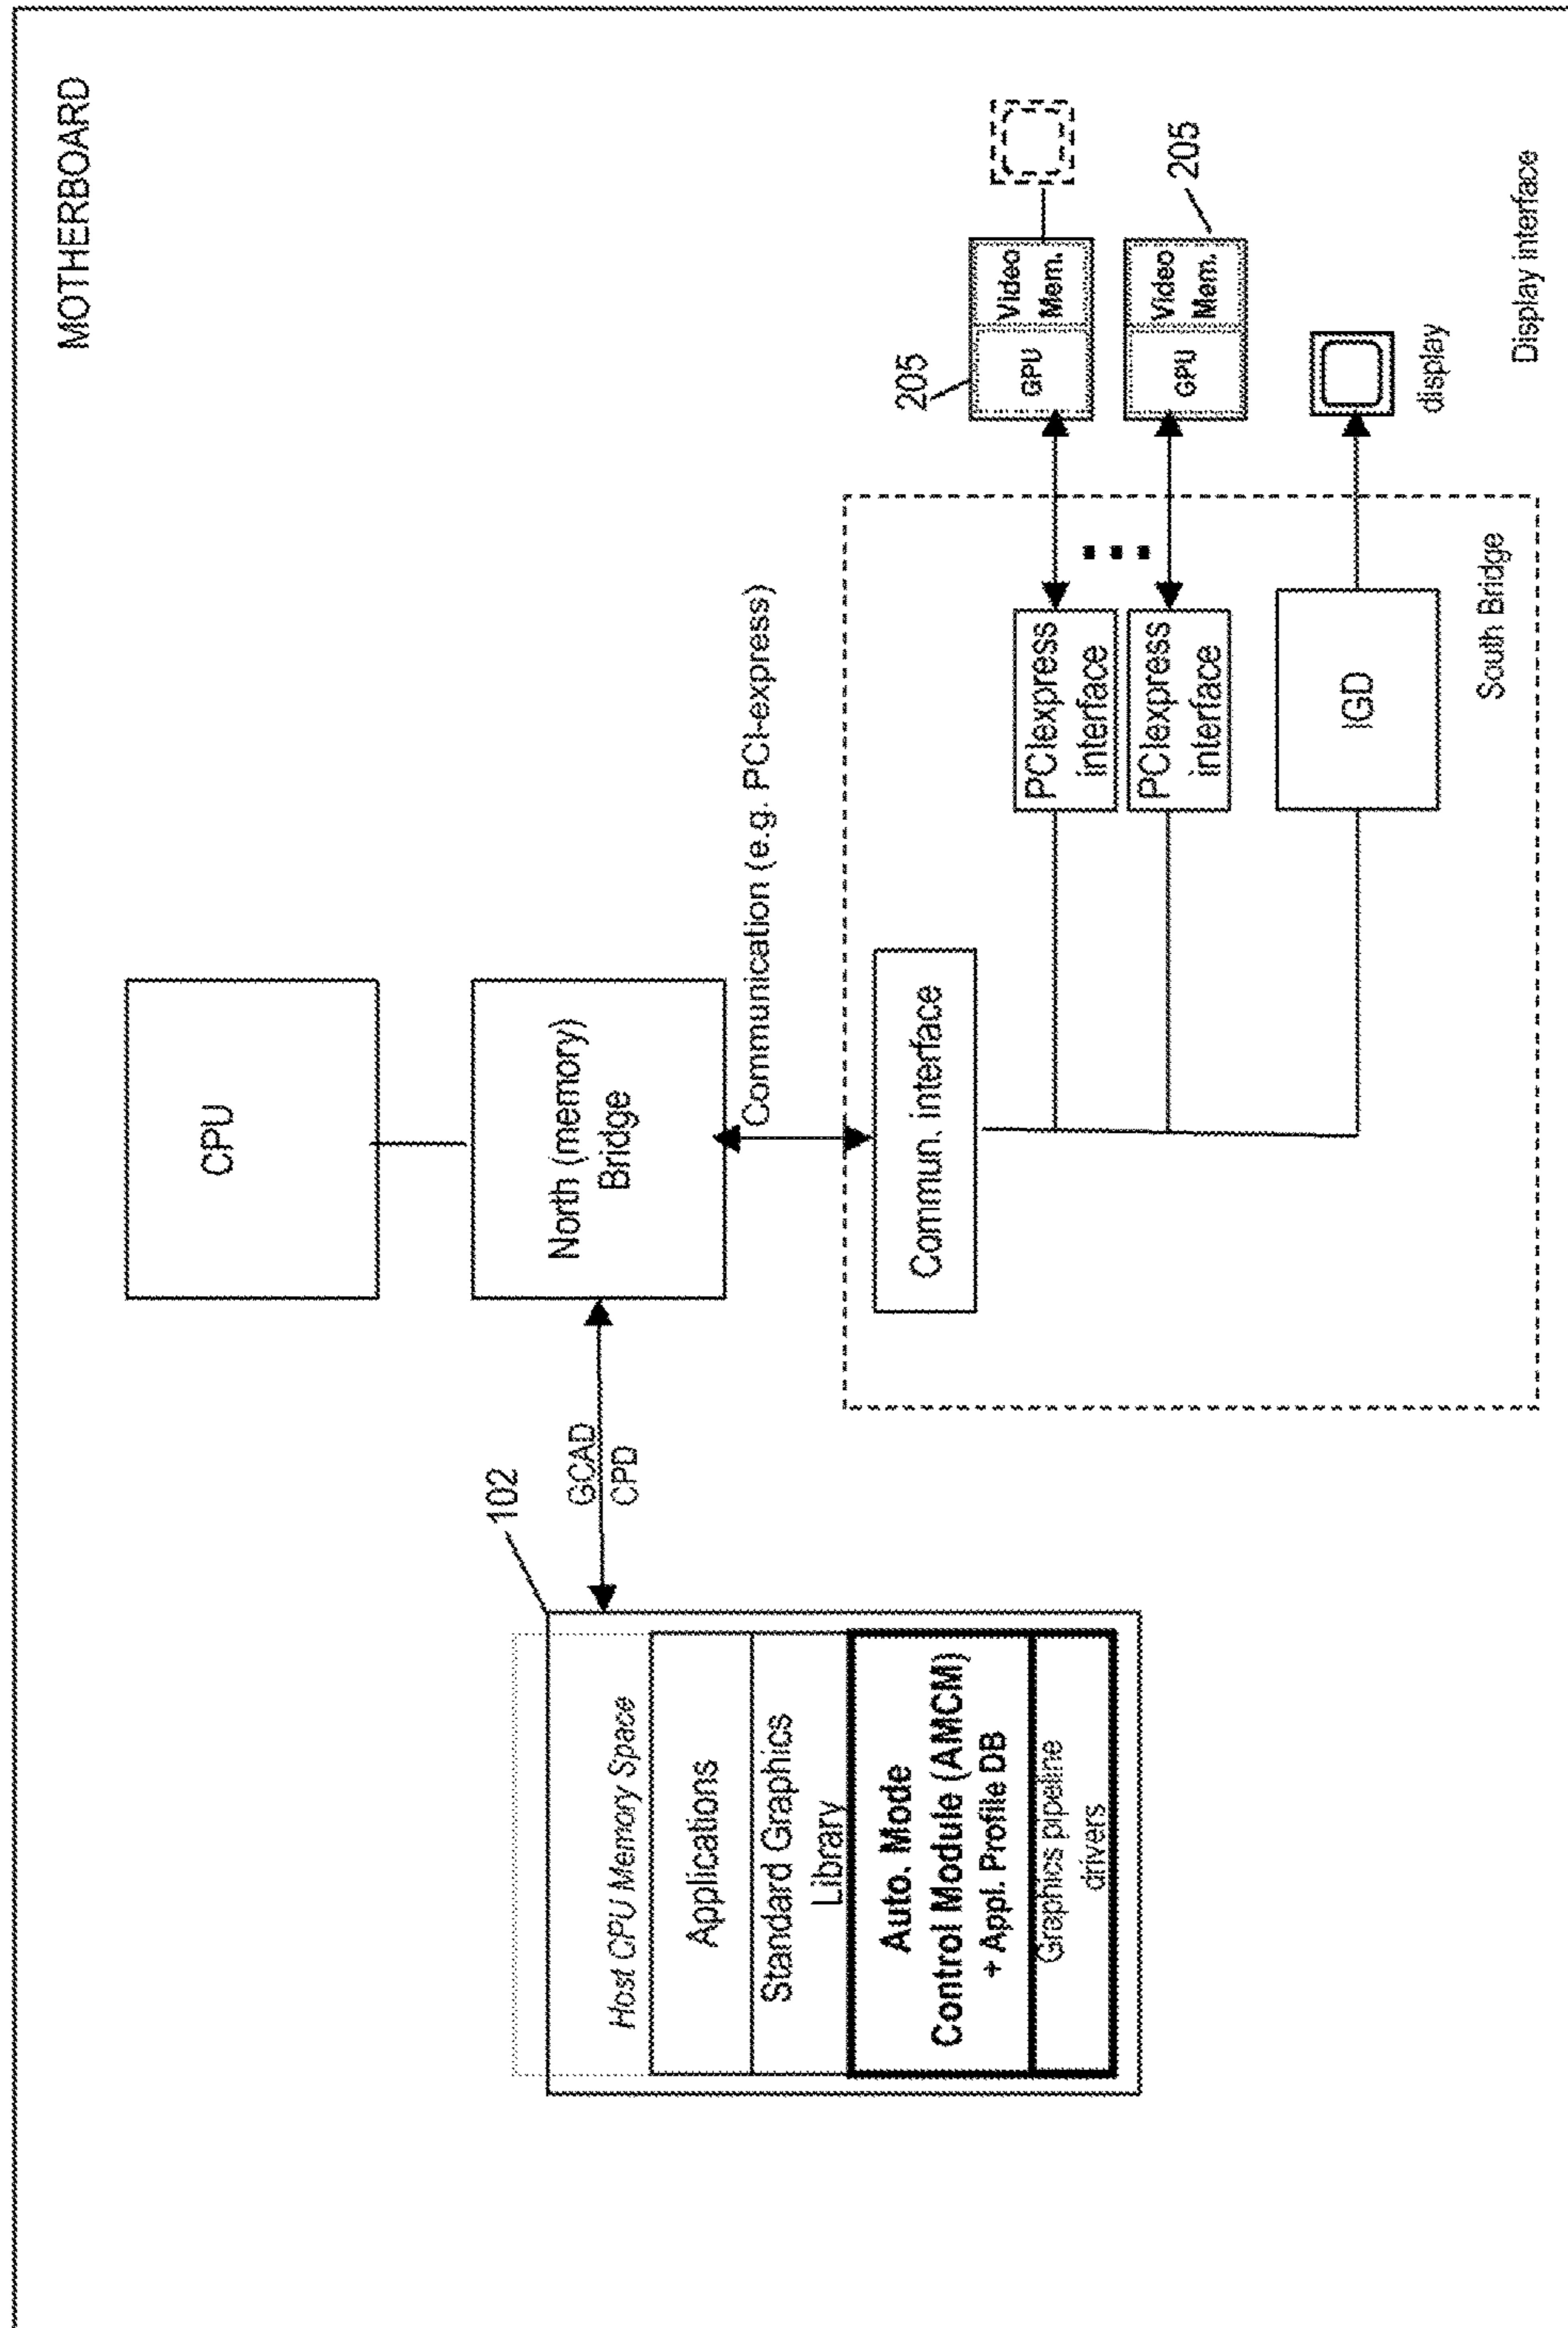 MOTHERBOARD
CPU
North (memory)
Bridge
102
GCAD
CPD
Host CPU Memory Space
Applications
Standard Graphics
Library
Auto. Mode
Control Module (AMCM)
+ Appl. Profile DB
Graphics pipeline
drivers
Communication (e.g. PCI-express)
Commun. interface
PCIexpress
interface
PCIexpress
interface
IGD
South Bridge
205
GPU
Video
Mem.
GPU
Video
Mem.
205
display
Display interface